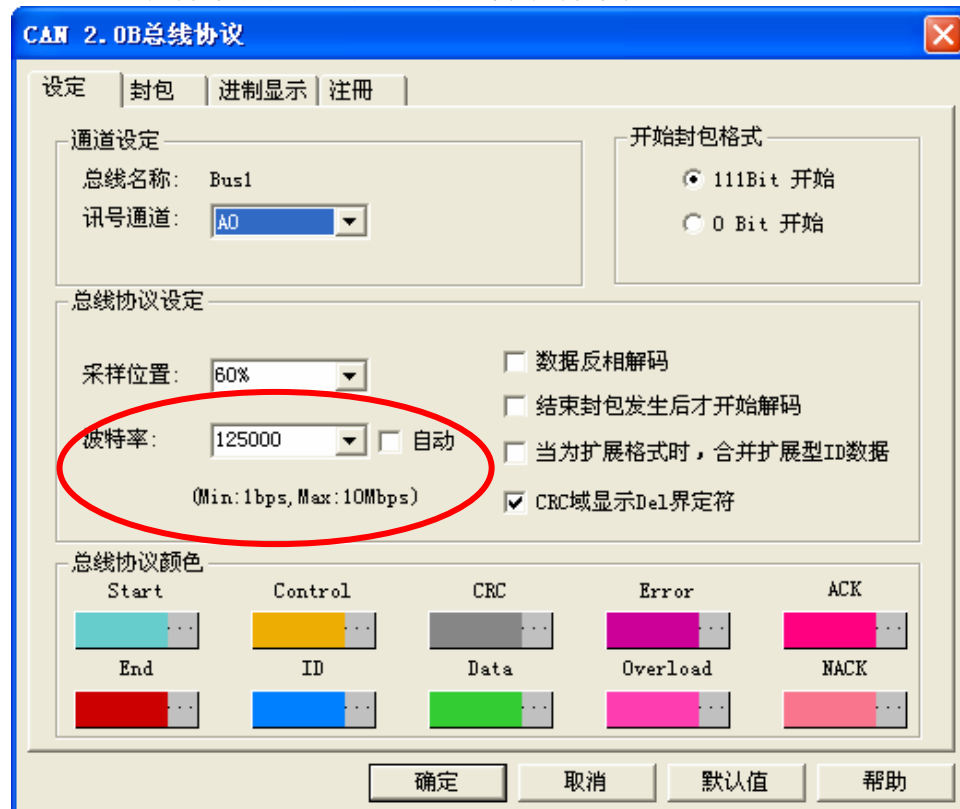 CAN 2.0B总线协议
设定 封包 进制显示 注冊
通道设定
总线名称: Bus1
讯号通道: A0
开始封包格式
111Bit 开始
0 Bit 开始
总线协议设定
采样位置: 60%
波特率: 125000 自动
(Min:1bps,Max:10Mbps)
数据反相解码
结束封包发生后才开始解码
当为扩展格式时，合并扩展型ID数据
CRC域显示Del界定符
总线协议颜色
Start Control CRC Error ACK
... ... ... ... ...
End ID Data Overload NACK
... ... ... ... ...
确定 取消 默认值 帮助